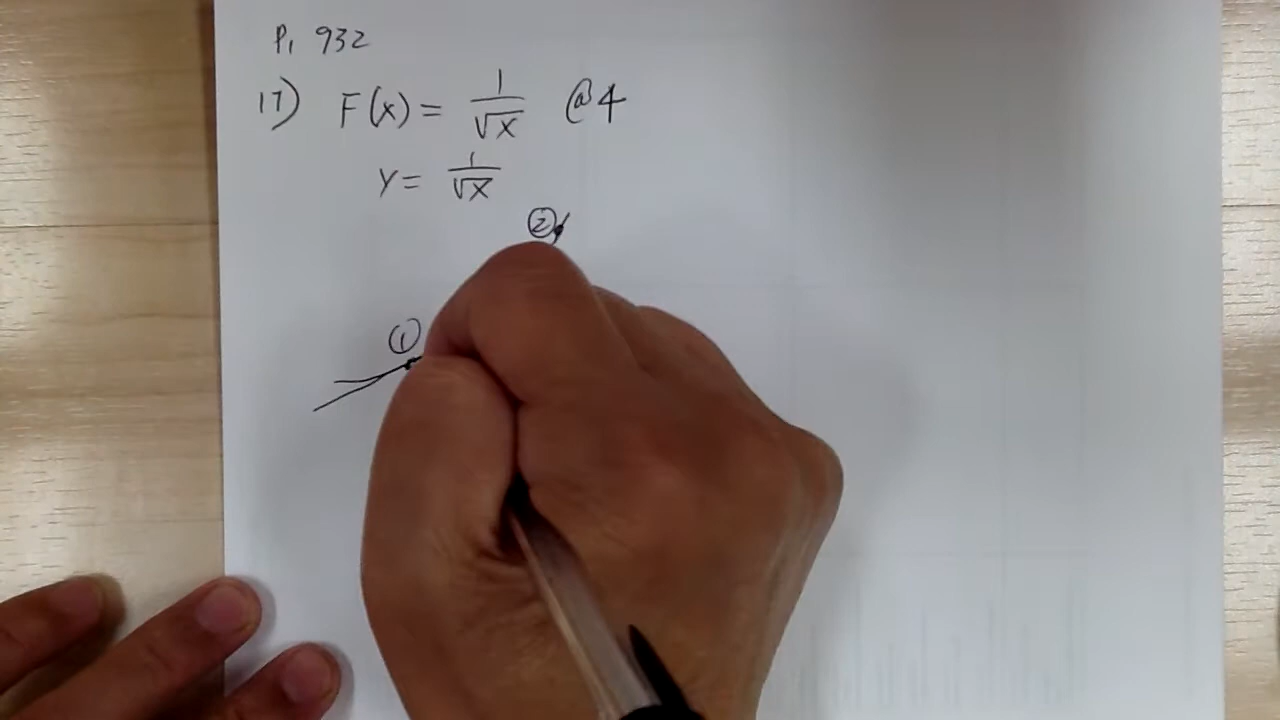 P, 932
17) F(x) = 1/√x @4
y = 1/√x
②
①